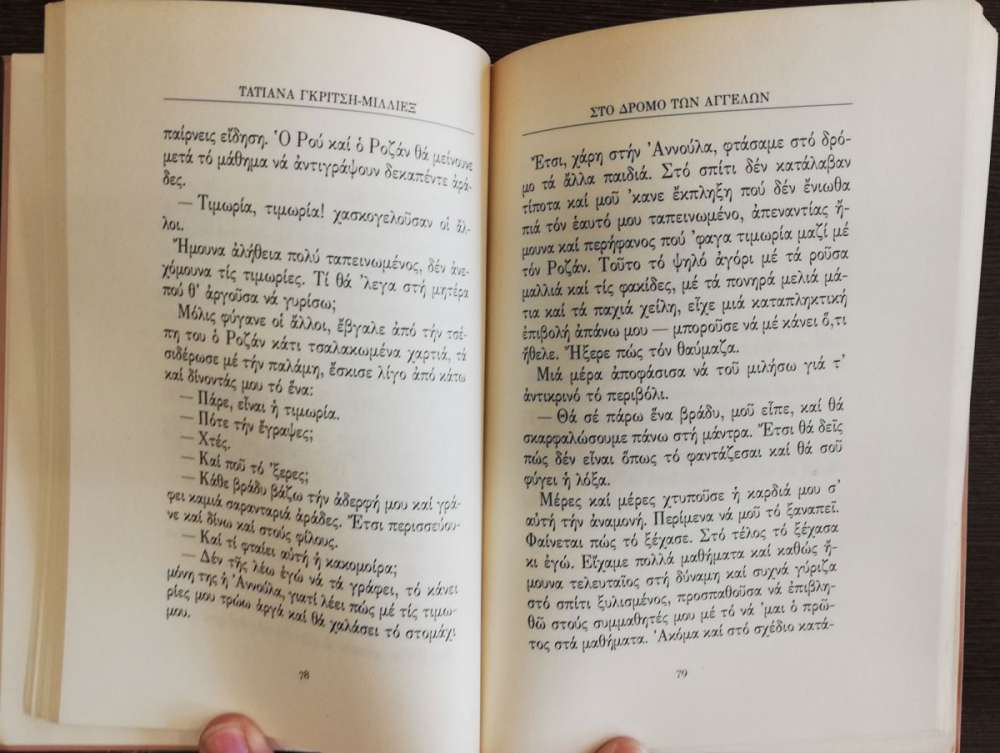 ΤΑΤΙΑΝΑ ΓΚΡΙΤΣΗ-ΜΙΛΛΙΕΞ
παίρνεις εἴδηση. Ὁ Ρού καί ὁ Ροζάν θά μείνουνε
μετά τό μάθημα νά ἀντιγράψουν δεκαπέντε ἀρά-
δες.
— Τιμωρία, τιμωρία! χασκογελοῦσαν οἱ ἄλ-
λοι.
Ἤμουνα ἀλήθεια πολύ ταπεινωμένος, δέν ἀνε-
χόμουνα τίς τιμωρίες. Τί θά ’λεγα στή μητέρα
πού θ’ ἀργοῦσα νά γυρίσω;
Μόλις φύγανε οἱ ἄλλοι, ἔβγαλε ἀπό τήν τσέ-
πη του ὁ Ροζάν κάτι τσαλακωμένα χαρτιά, τά
σιδέρωσε μέ τήν παλάμη, ἔσκισε λίγο ἀπό κάτω
καί δίνοντάς μου τό ἕνα:
— Πάρε, εἶναι ἡ τιμωρία.
— Πότε τήν ἔγραψες;
— Χτές.
— Καί ποῦ τό ’ξερες;
— Κάθε βράδυ βάζω τήν ἀδερφή μου καί γρά-
φει καμιά σαρανταριά ἀράδες. Ἔτσι περισσεύου-
νε καί δίνω καί στούς φίλους.
— Καί τί φταίει αὐτή ἡ κακομοίρα;
— Δέν τῆς λέω ἐγώ νά τά γράφει, τό κάνει
μόνη της ἡ Ἀννούλα, γιατί λέει πώς μέ τίς τιμω-
ρίες μου τρώω ἀργά καί θά χαλάσει τό στομάχι
μου.
78
ΣΤΟ ΔΡΟΜΟ ΤΩΝ ΑΓΓΕΛΩΝ
Ἔτσι, χάρη στήν Ἀννούλα, φτάσαμε στό δρό-
μο τά ἄλλα παιδιά. Στό σπίτι δέν κατάλαβαν
τίποτα καί μοῦ ’κανε ἔκπληξη πού δέν ἔνιωθα
πιά τόν ἑαυτό μου ταπεινωμένο, ἀπεναντίας ἤ-
μουνα καί περήφανος πού ’φαγα τιμωρία μαζί μέ
τόν Ροζάν. Τοῦτο τό ψηλό ἀγόρι μέ τά ροῦσα
μαλλιά καί τίς φακίδες, μέ τά πονηρά μελιά μά-
τια καί τά παχιά χείλη, εἶχε μιά καταπληκτική
ἐπιβολή ἀπάνω μου — μποροῦσε νά μέ κάνει ὅ,τι
ἤθελε. Ἤξερε πώς τόν θαύμαζα.
Μιά μέρα ἀποφάσισα νά τοῦ μιλήσω γιά τ’
ἀντικρινό τό περιβόλι.
— Θά σέ πάρω ἕνα βράδυ, μοῦ εἶπε, καί θά
σκαρφαλώσουμε πάνω στή μάντρα. Ἔτσι θά δεῖς
πώς δέν εἶναι ὅπως τό φαντάζεσαι καί θά σοῦ
φύγει ἡ λόξα.
Μέρες καί μέρες χτυποῦσε ἡ καρδιά μου σ’
αὐτή τήν ἀναμονή. Περίμενα νά μοῦ τό ξαναπεῖ.
Φαίνεται πώς τό ξέχασε. Στό τέλος τό ξέχασα
κι ἐγώ. Εἴχαμε πολλά μαθήματα καί καθώς ἤ-
μουνα τελευταῖος στή δύναμη καί συχνά γύριζα
στό σπίτι ξυλισμένος, προσπαθοῦσα νά ἐπιβλη-
θῶ στούς συμμαθητές μου μέ τό νά ’μαι ὁ πρῶ-
τος στά μαθήματα. Ἀκόμα καί στό σχέδιο κατά-
79